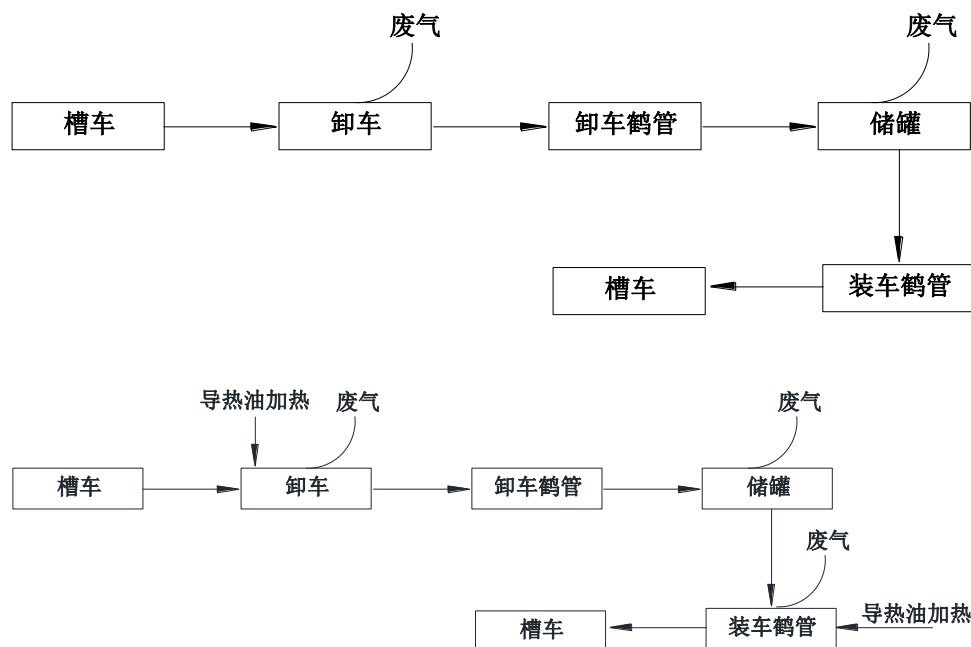 废气 废气
槽车 卸车 卸车鹤管 储罐
槽车 装车鹤管
导热油加热 废气 废气
槽车 卸车 卸车鹤管 储罐
废气
槽车 装车鹤管 导热油加热